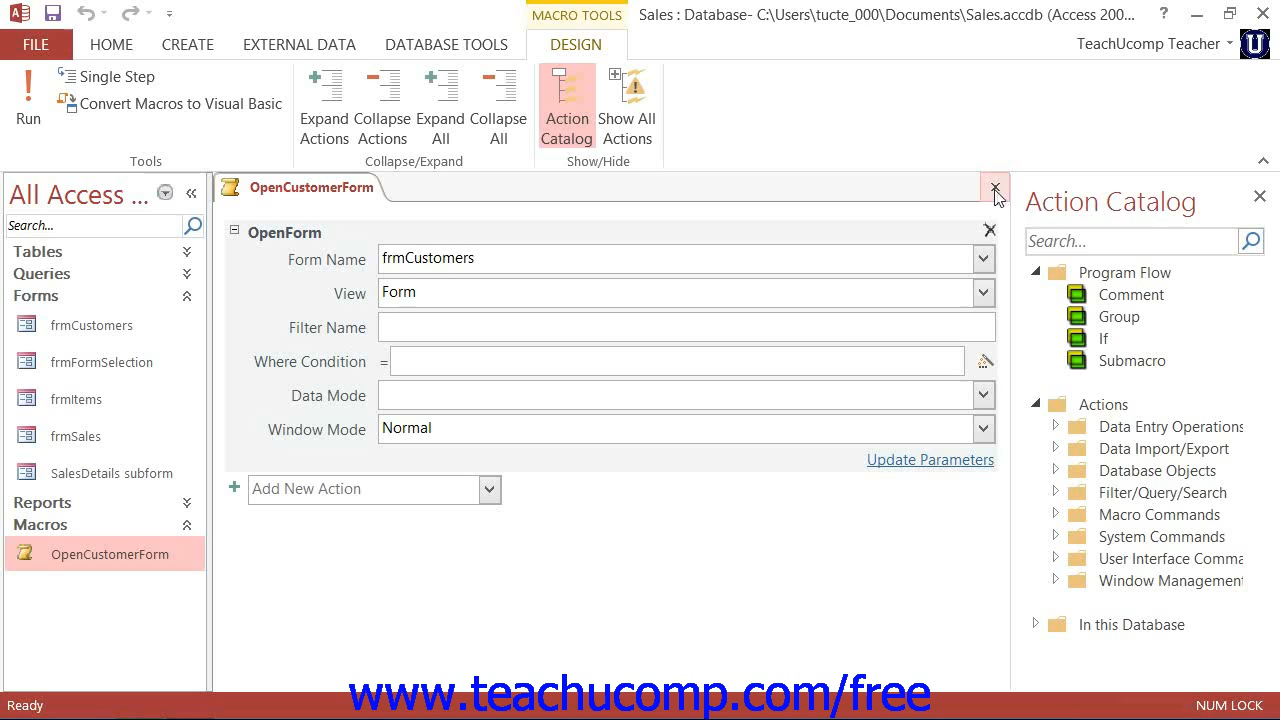 MACRO TOOLS
Sales : Database- C:\Users\tucte_000\Documents\Sales.accdb (Access 200...
?
FILE
HOME
CREATE
EXTERNAL DATA
DATABASE TOOLS
DESIGN
TeachUcomp Teacher
U
Run
Single Step
Convert Macros to Visual Basic
Tools
Expand Actions
Collapse Actions
Expand All
Collapse All
Collapse/Expand
Action Catalog
Show All Actions
Show/Hide
All Access ...
Search...
Tables
Queries
Forms
frmCustomers
frmFormSelection
frmItems
frmSales
SalesDetails subform
Reports
Macros
OpenCustomerForm
OpenCustomerForm
OpenForm
Form Name frmCustomers
View Form
Filter Name
Where Condition =
Data Mode
Window Mode Normal
Update Parameters
Add New Action
Action Catalog
Search...
Program Flow
Comment
Group
If
Submacro
Actions
Data Entry Operations
Data Import/Export
Database Objects
Filter/Query/Search
Macro Commands
System Commands
User Interface Comma
Window Management
In this Database
www.teachucomp.com/free
Ready
NUM LOCK